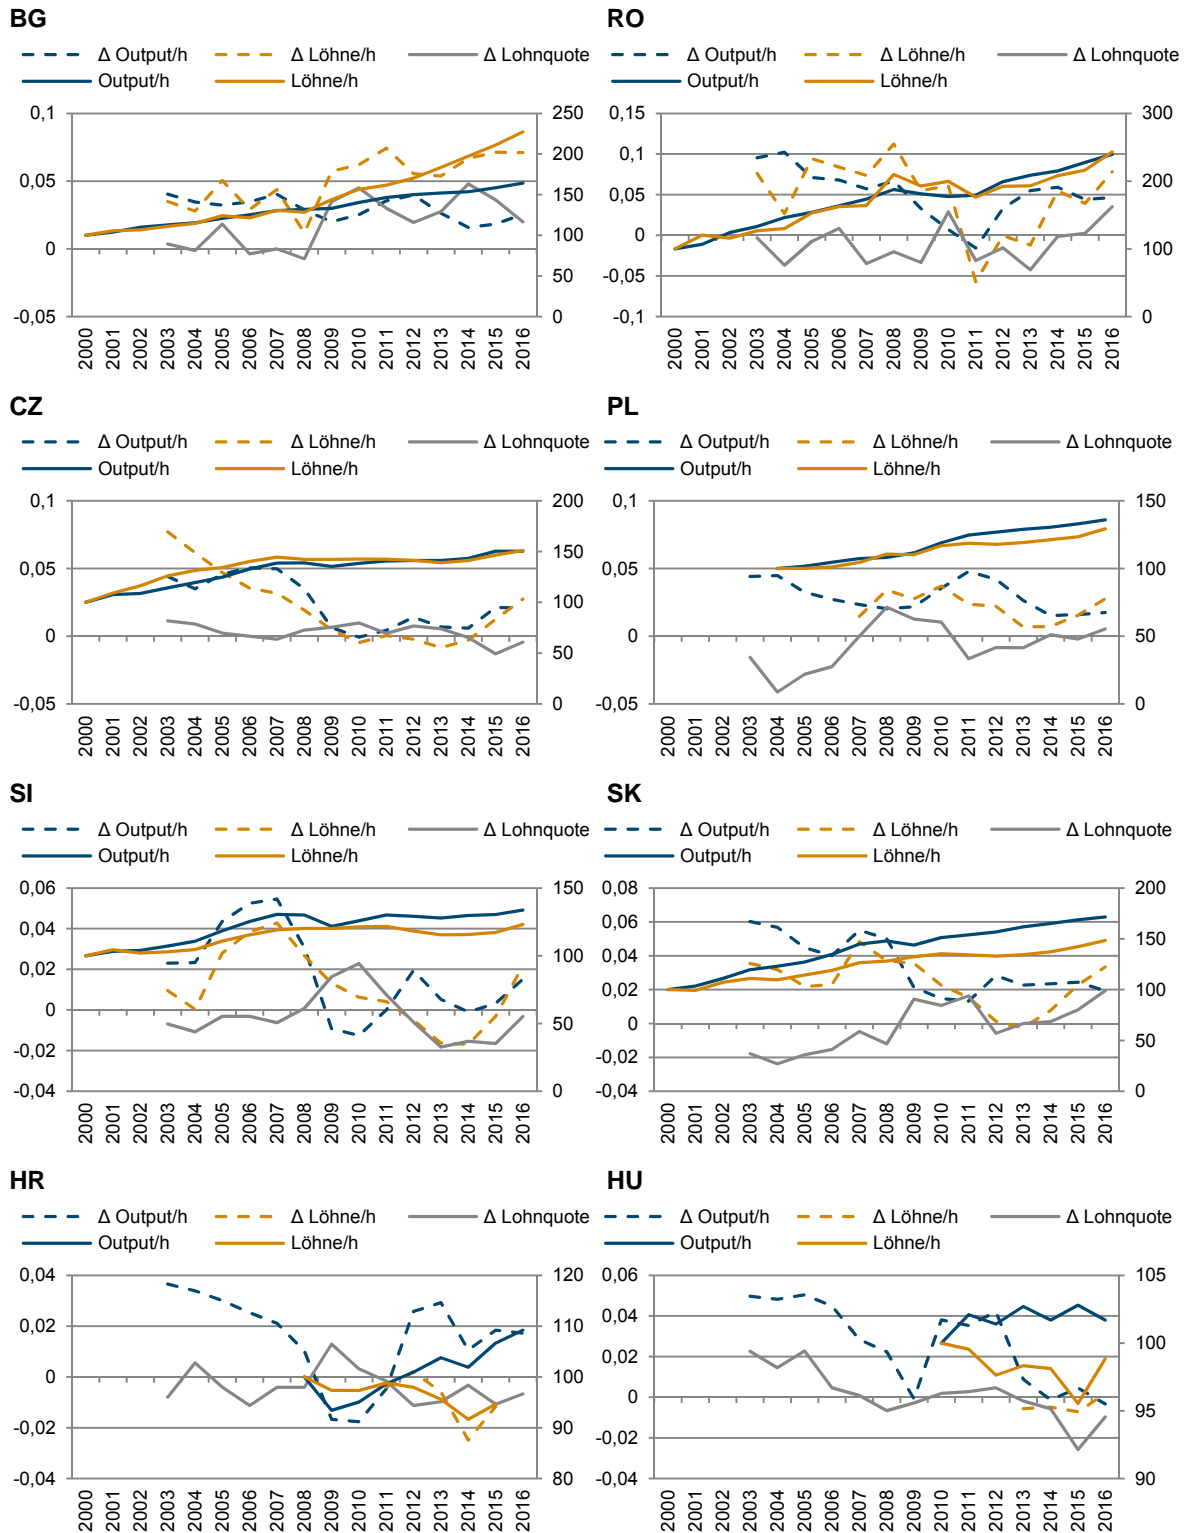 BG
Δ Output/h Δ Löhne/h Δ Lohnquote
Output/h Löhne/h
0,1 250
200
0,05 150
100
0
50
-0,05 0
2000 2001 2002 2003 2004 2005 2006 2007 2008 2009 2010 2011 2012 2013 2014 2015 2016
RO
Δ Output/h Δ Löhne/h Δ Lohnquote
Output/h Löhne/h
0,15 300
0,1
200
0,05
0 100
-0,05
-0,1 0
2000 2001 2002 2003 2004 2005 2006 2007 2008 2009 2010 2011 2012 2013 2014 2015 2016
CZ
Δ Output/h Δ Löhne/h Δ Lohnquote
Output/h Löhne/h
0,1 200
0,05 150
100
0
50
-0,05 0
2000 2001 2002 2003 2004 2005 2006 2007 2008 2009 2010 2011 2012 2013 2014 2015 2016
PL
Δ Output/h Δ Löhne/h Δ Lohnquote
Output/h Löhne/h
0,1 150
0,05 100
0 50
-0,05 0
2000 2001 2002 2003 2004 2005 2006 2007 2008 2009 2010 2011 2012 2013 2014 2015 2016
SI
Δ Output/h Δ Löhne/h Δ Lohnquote
Output/h Löhne/h
0,06 150
0,04
100
0,02
0
50
-0,02
-0,04 0
2000 2001 2002 2003 2004 2005 2006 2007 2008 2009 2010 2011 2012 2013 2014 2015 2016
SK
Δ Output/h Δ Löhne/h Δ Lohnquote
Output/h Löhne/h
0,08 200
0,06
150
0,04
0,02 100
0
50
-0,02
-0,04 0
2000 2001 2002 2003 2004 2005 2006 2007 2008 2009 2010 2011 2012 2013 2014 2015 2016
HR
Δ Output/h Δ Löhne/h Δ Lohnquote
Output/h Löhne/h
0,04 120
0,02 110
0 100
-0,02 90
-0,04 80
2000 2001 2002 2003 2004 2005 2006 2007 2008 2009 2010 2011 2012 2013 2014 2015 2016
HU
Δ Output/h Δ Löhne/h Δ Lohnquote
Output/h Löhne/h
0,06 105
0,04
100
0,02
0
95
-0,02
-0,04 90
2000 2001 2002 2003 2004 2005 2006 2007 2008 2009 2010 2011 2012 2013 2014 2015 2016